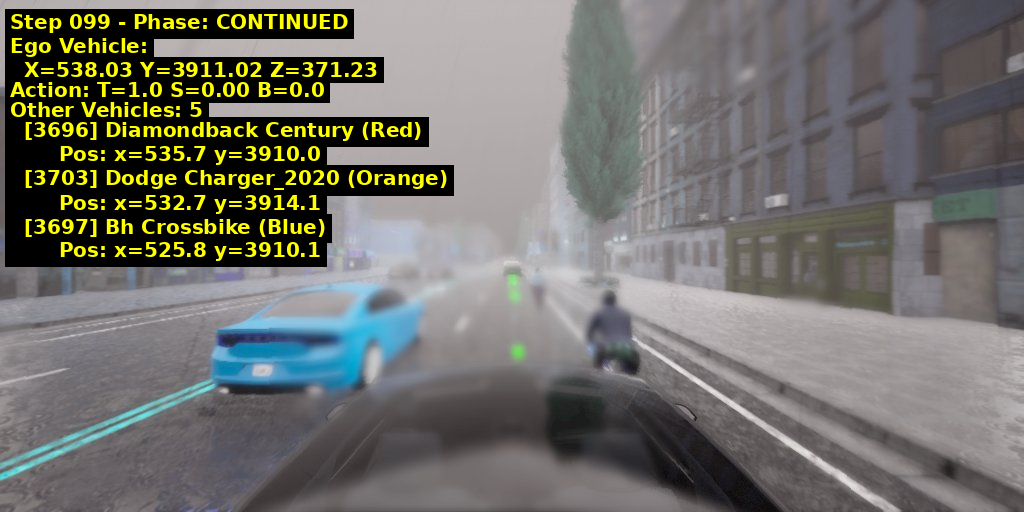 Step 099 - Phase: CONTINUED
Ego Vehicle:
X=538.03 Y=3911.02 Z=371.23
Action: T=1.0 S=0.00 B=0.0
Other Vehicles: 5
[3696] Diamondback Century (Red)
Pos: x=535.7 y=3910.0
[3703] Dodge Charger_2020 (Orange)
Pos: x=532.7 y=3914.1
[3697] Bh Crossbike (Blue)
Pos: x=525.8 y=3910.1